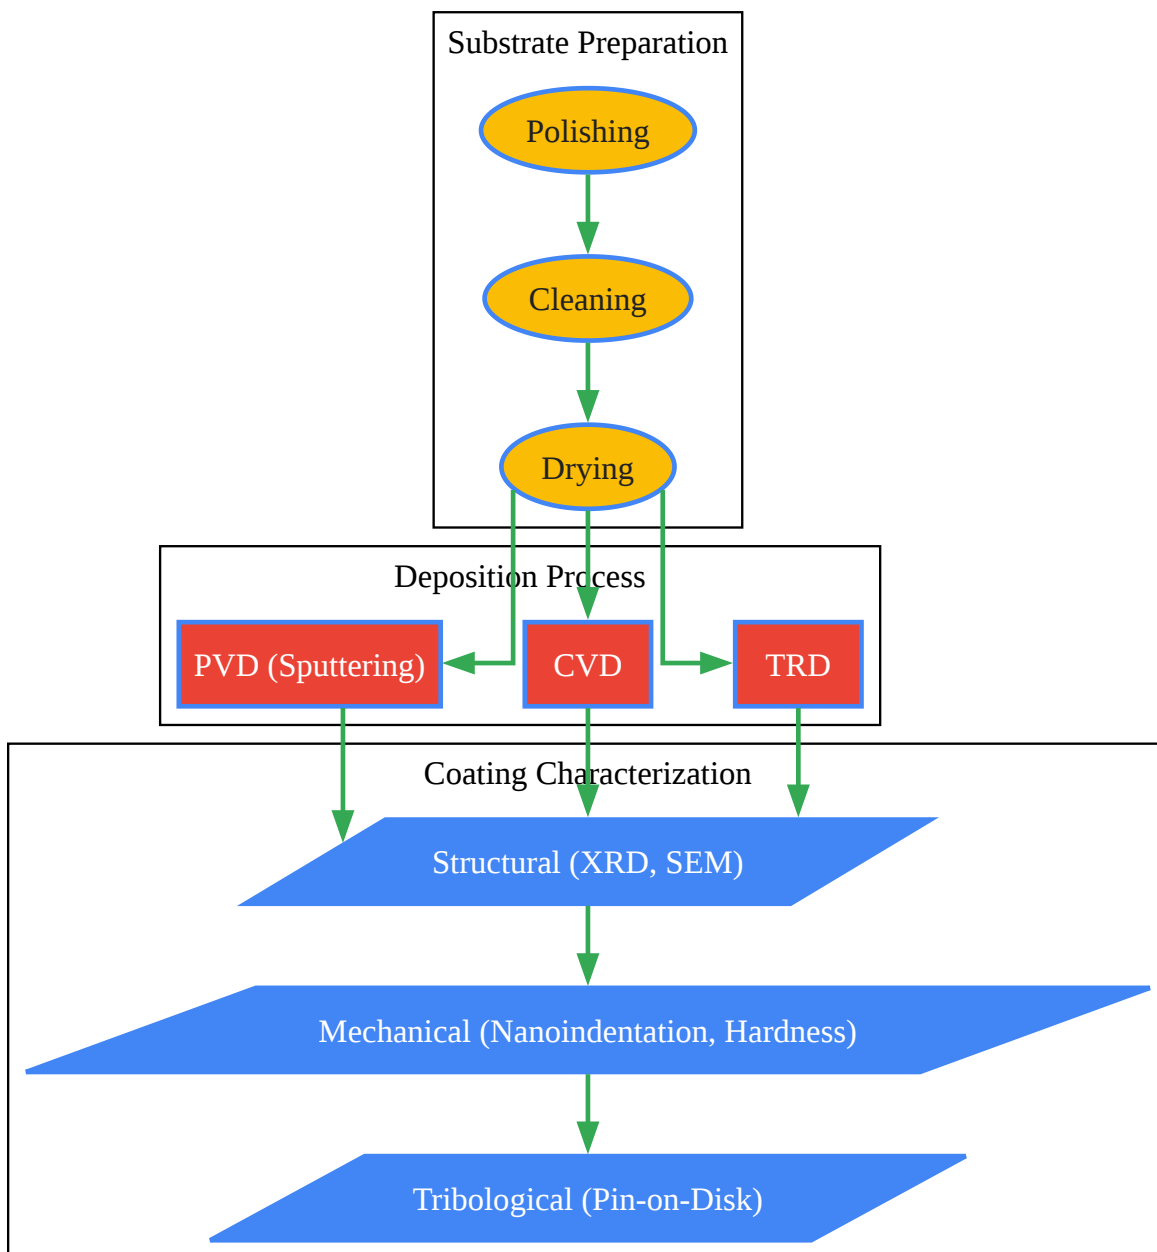 Substrate Preparation
Polishing
Cleaning
Drying
Deposition Process
PVD (Sputtering)
CVD
TRD
Coating Characterization
Structural (XRD, SEM)
Mechanical (Nanoindentation, Hardness)
Tribological (Pin-on-Disk)